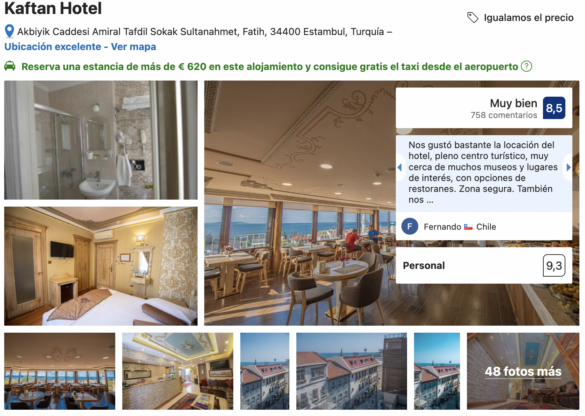 Kaftan Hotel
Igualamos el precio
Akbiyik Caddesi Amiral Tafdil Sokak Sultanahmet, Fatih, 34400 Estambul, Turquía –
Ubicación excelente - Ver mapa
Reserva una estancia de más de € 620 en este alojamiento y consigue gratis el taxi desde el aeropuerto ?
Muy bien
758 comentarios
8,5
Nos gustó bastante la locación del
hotel, pleno centro turístico, muy
cerca de muchos museos y lugares
de interés, con opciones de
restoranes. Zona segura. También
nos ...
F
Fernando Chile
Personal
9,3
48 fotos más